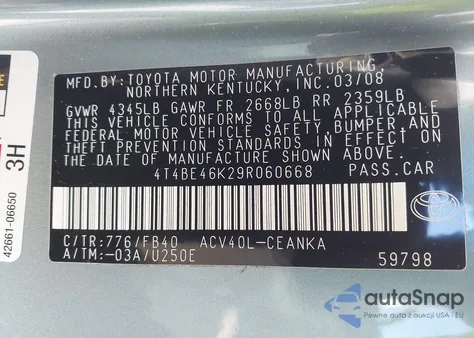 MFD.BY:TOYOTA MOTOR MANUFACTURING,
NORTHERN KENTUCKY,INC.03/08
GVWR 4345LB GAWR FR 2668LB RR 2359LB
THIS VEHICLE CONFORMS TO ALL APPLICABLE
FEDERAL MOTOR VEHICLE SAFETY,BUMPER,AND
THEFT PREVENTION STANDARDS IN EFFECT ON
THE DATE OF MANUFACTURE SHOWN ABOVE.
4T4BE46K29R060668 PASS.CAR
C/TR:776/FB40 ACV40L-CEANKA
A/TM:-03A/U250E 59798
TOYOTA
42661-06650
3H
autoSnap
Pewne auta z aukcji USA i EU